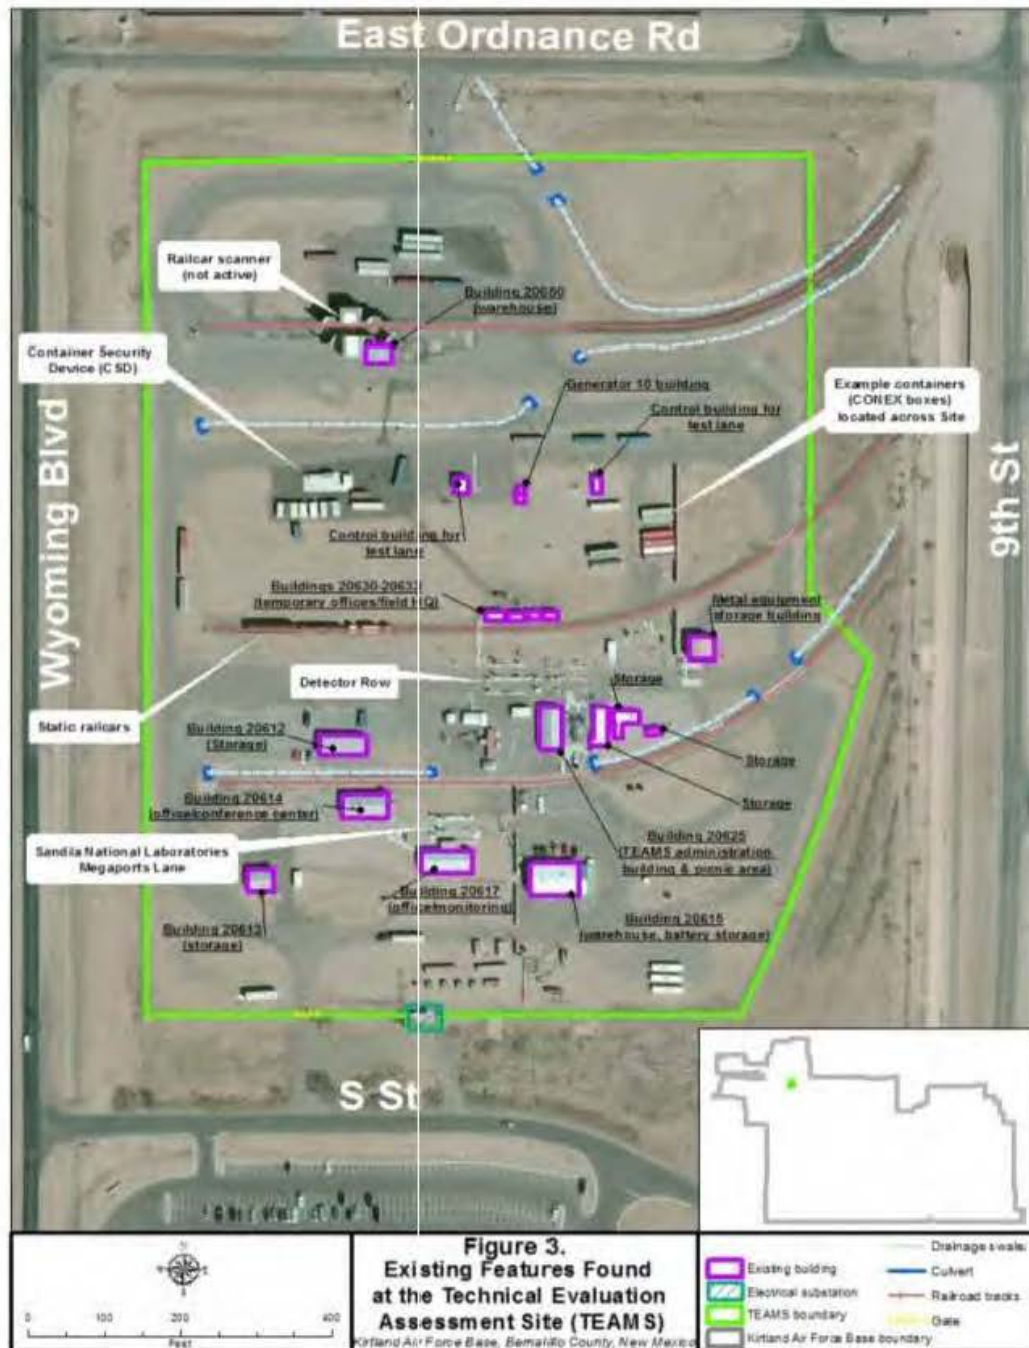 East Ordnance Rd
Railcar scanner
(not active)
Building 20650
(warehouse)
Container Security
Device (CSD)
Generator 10 building
Control building for
test lane
Example containers
(CONEX boxes)
located across Site
Wyoming Blvd
9th St
Control building for
test lane
Buildings 20630-20633
(temporary offices/field HQ)
Metal equipment
storage building
Detector Row
Storage
Static railcars
Building 20612
(Storage)
Storage
Building 20614
(office/conference center)
Storage
Sandila National Laboratories
Megaports Lane
Building 20625
(TEAMS administration
building & picnic area)
Building 20617
(office/monitoring)
Building 20613
(storage)
Building 20615
(warehouse, battery storage)
S St
N
0 200 400
Feet
Figure 3.
Existing Features Found
at the Technical Evaluation
Assessment Site (TEAMS)
Kirtland Air Force Base, Bernalillo County, New Mexico
Existing building
Electrical substation
TEAMS boundary
Kirtland Air Force Base boundary
Drainage swales
Culvert
Railroad tracks
Gate